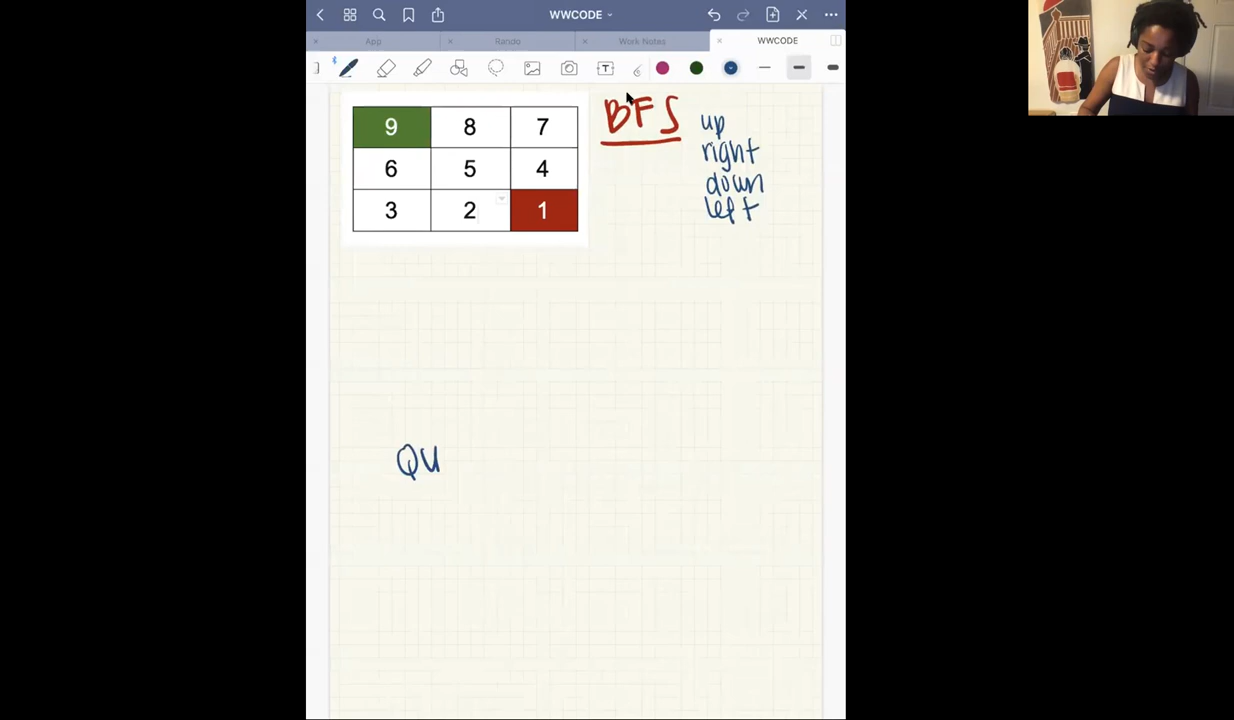 WWCODE
App
Rando
Work Notes
WWCODE
T
9 8 7
6 5 4
3 2 1
BFS
up
right
down
left
QU